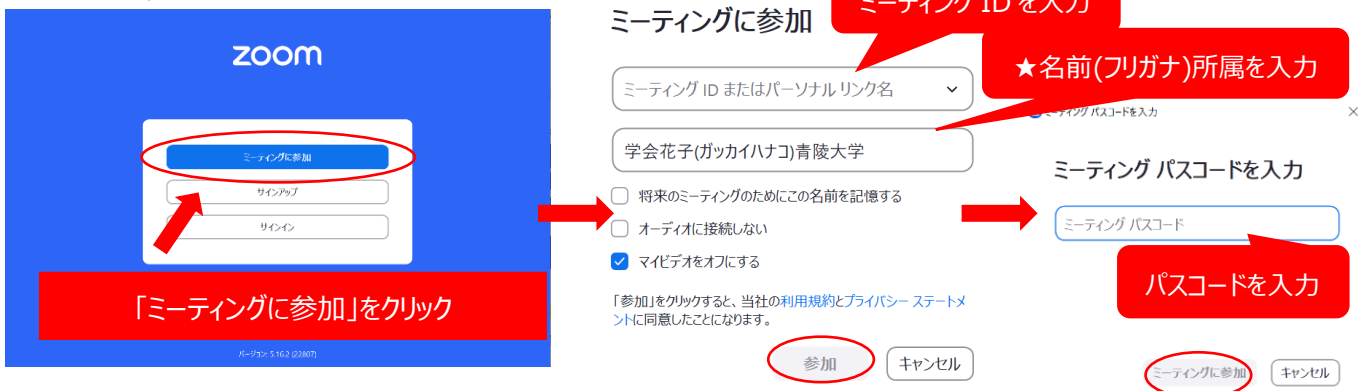 zoom
ミーティングに参加
サインアップ
サインイン
「ミーティングに参加」をクリック
バージョン: 5.16.2 (22807)
ミーティングに参加
ミーティング ID を入力
ミーティング ID またはパーソナル リンク名
★名前(フリガナ)所属を入力
学会花子(ガッカイハナコ)青陵大学
将来のミーティングのためにこの名前を記憶する
オーディオに接続しない
マイビデオをオフにする
「参加」をクリックすると、当社の利用規約とプライバシー ステートメ
ントに同意したことになります。
参加
キャンセル
ミーティング パスコードを入力
ミーティング パスコードを入力
ミーティング パスコード
パスコードを入力
ミーティングに参加
キャンセル